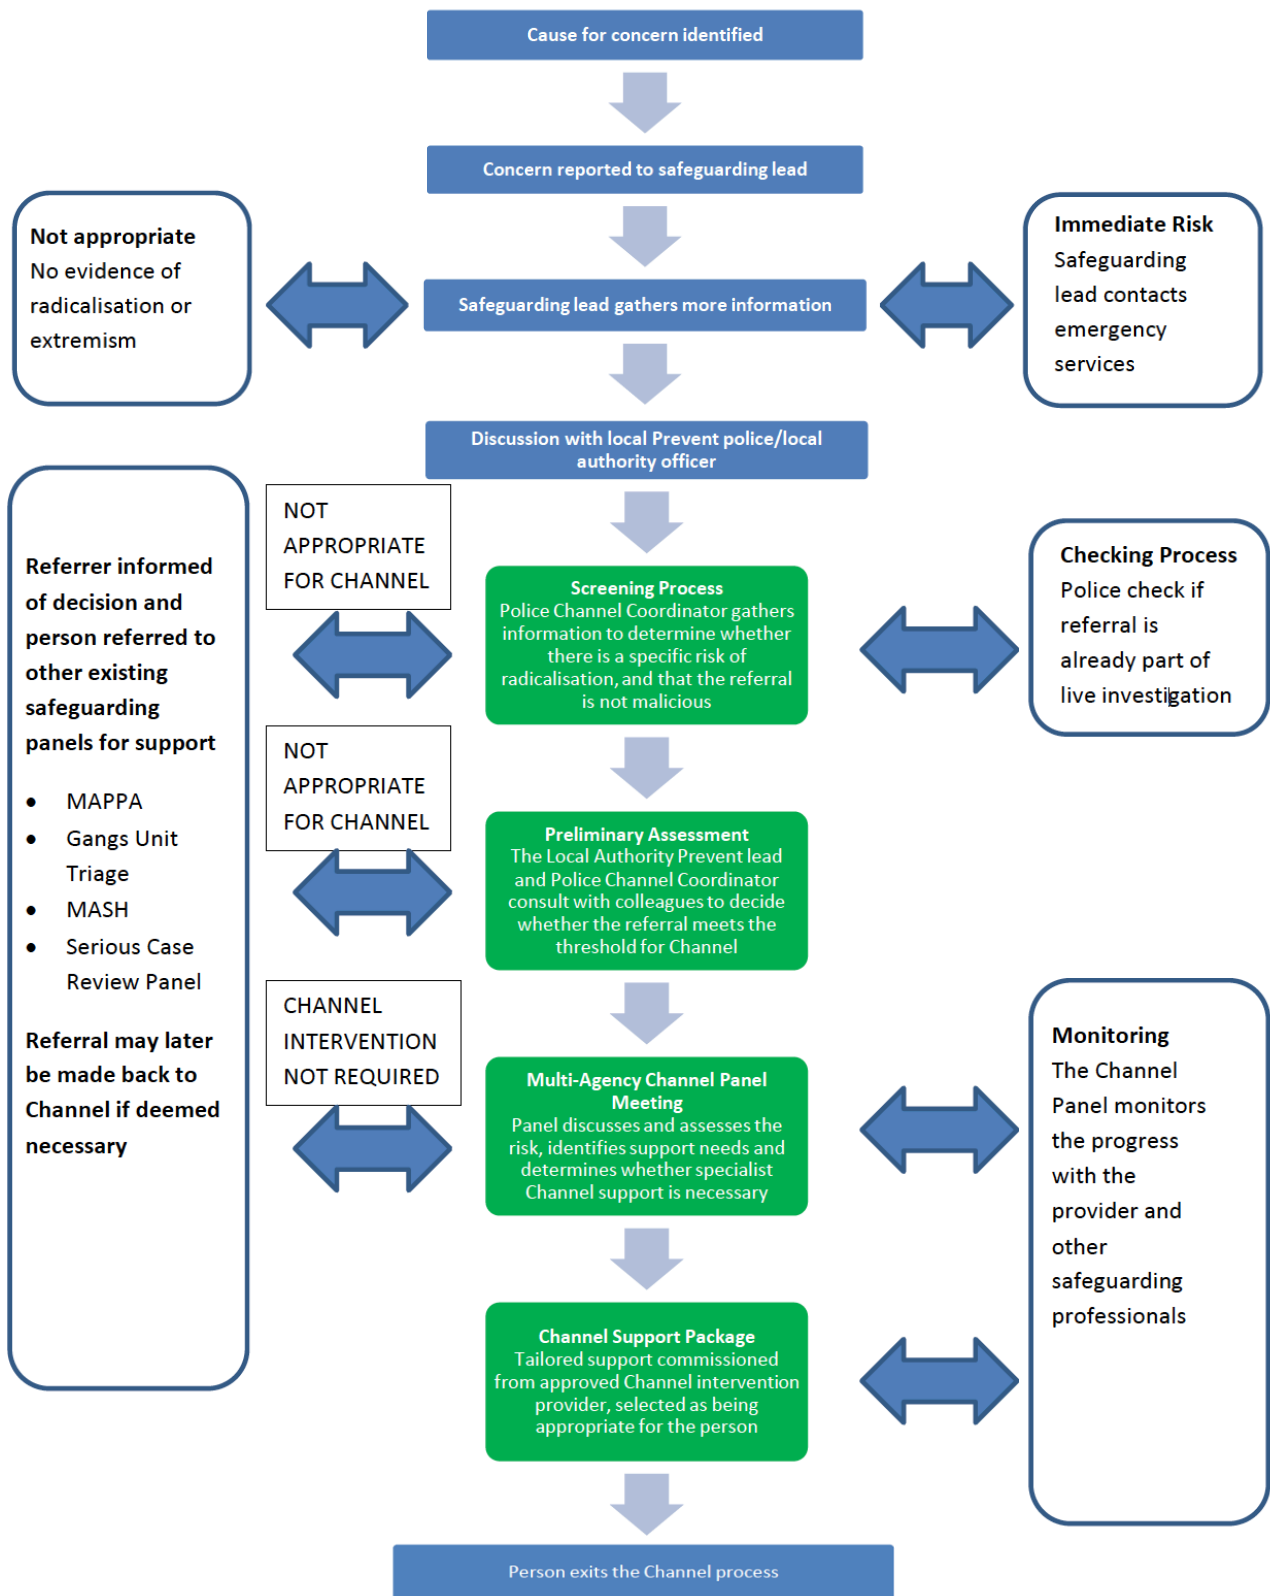 Cause for concern identified
Concern reported to safeguarding lead
Not appropriate
No evidence of
radicalisation or
extremism
Safeguarding lead gathers more information
Immediate Risk
Safeguarding
lead contacts
emergency
services
Discussion with local Prevent police/local
authority officer
Referrer informed
of decision and
person referred to
other existing
safeguarding
panels for support
• MAPPA
• Gangs Unit
Triage
• MASH
• Serious Case
Review Panel
Referral may later
be made back to
Channel if deemed
necessary
NOT
APPROPRIATE
FOR CHANNEL
Screening Process
Police Channel Coordinator gathers
information to determine whether
there is a specific risk of
radicalisation, and that the referral
is not malicious
Checking Process
Police check if
referral is
already part of
live investigation
NOT
APPROPRIATE
FOR CHANNEL
Preliminary Assessment
The Local Authority Prevent lead
and Police Channel Coordinator
consult with colleagues to decide
whether the referral meets the
threshold for Channel
CHANNEL
INTERVENTION
NOT REQUIRED
Multi-Agency Channel Panel
Meeting
Panel discusses and assesses the
risk, identifies support needs and
determines whether specialist
Channel support is necessary
Monitoring
The Channel
Panel monitors
the progress
with the
provider and
other
safeguarding
professionals
Channel Support Package
Tailored support commissioned
from approved Channel intervention
provider, selected as being
appropriate for the person
Person exits the Channel process